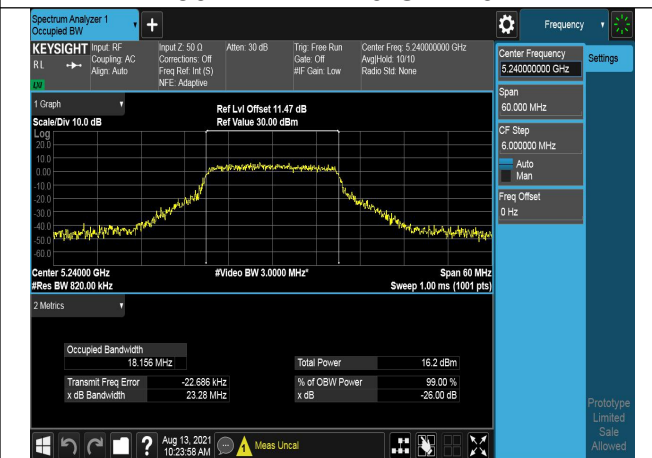 Spectrum Analyzer 1
Occupied BW
+
Frequency
KEYSIGHT
RL
Input: RF
Coupling: AC
Align: Auto
Input Z: 50 Ω
Corrections: Off
Freq Ref: Int (S)
NFE: Adaptive
Atten: 30 dB
Trig: Free Run
Gate: Off
#IF Gain: Low
Center Freq: 5.240000000 GHz
Avg|Hold: 10/10
Radio Std: None
Center Frequency
5.240000000 GHz
Settings
Span
60.000 MHz
CF Step
6.000000 MHz
Auto
Man
Freq Offset
0 Hz
1 Graph
Scale/Div 10.0 dB
Ref Lvl Offset 11.47 dB
Ref Value 30.00 dBm
Log
20.0
10.0
0.00
-10.0
-20.0
-30.0
-40.0
-50.0
-60.0
Center 5.24000 GHz
#Res BW 820.00 kHz
#Video BW 3.0000 MHz*
Span 60 MHz
Sweep 1.00 ms (1001 pts)
2 Metrics
Occupied Bandwidth
18.156 MHz
Total Power 16.2 dBm
Transmit Freq Error -22.686 kHz
% of OBW Power 99.00 %
x dB Bandwidth 23.28 MHz
x dB -26.00 dB
Prototype
Limited
Sale
Allowed
?
Aug 13, 2021
10:23:58 AM
Meas Uncal